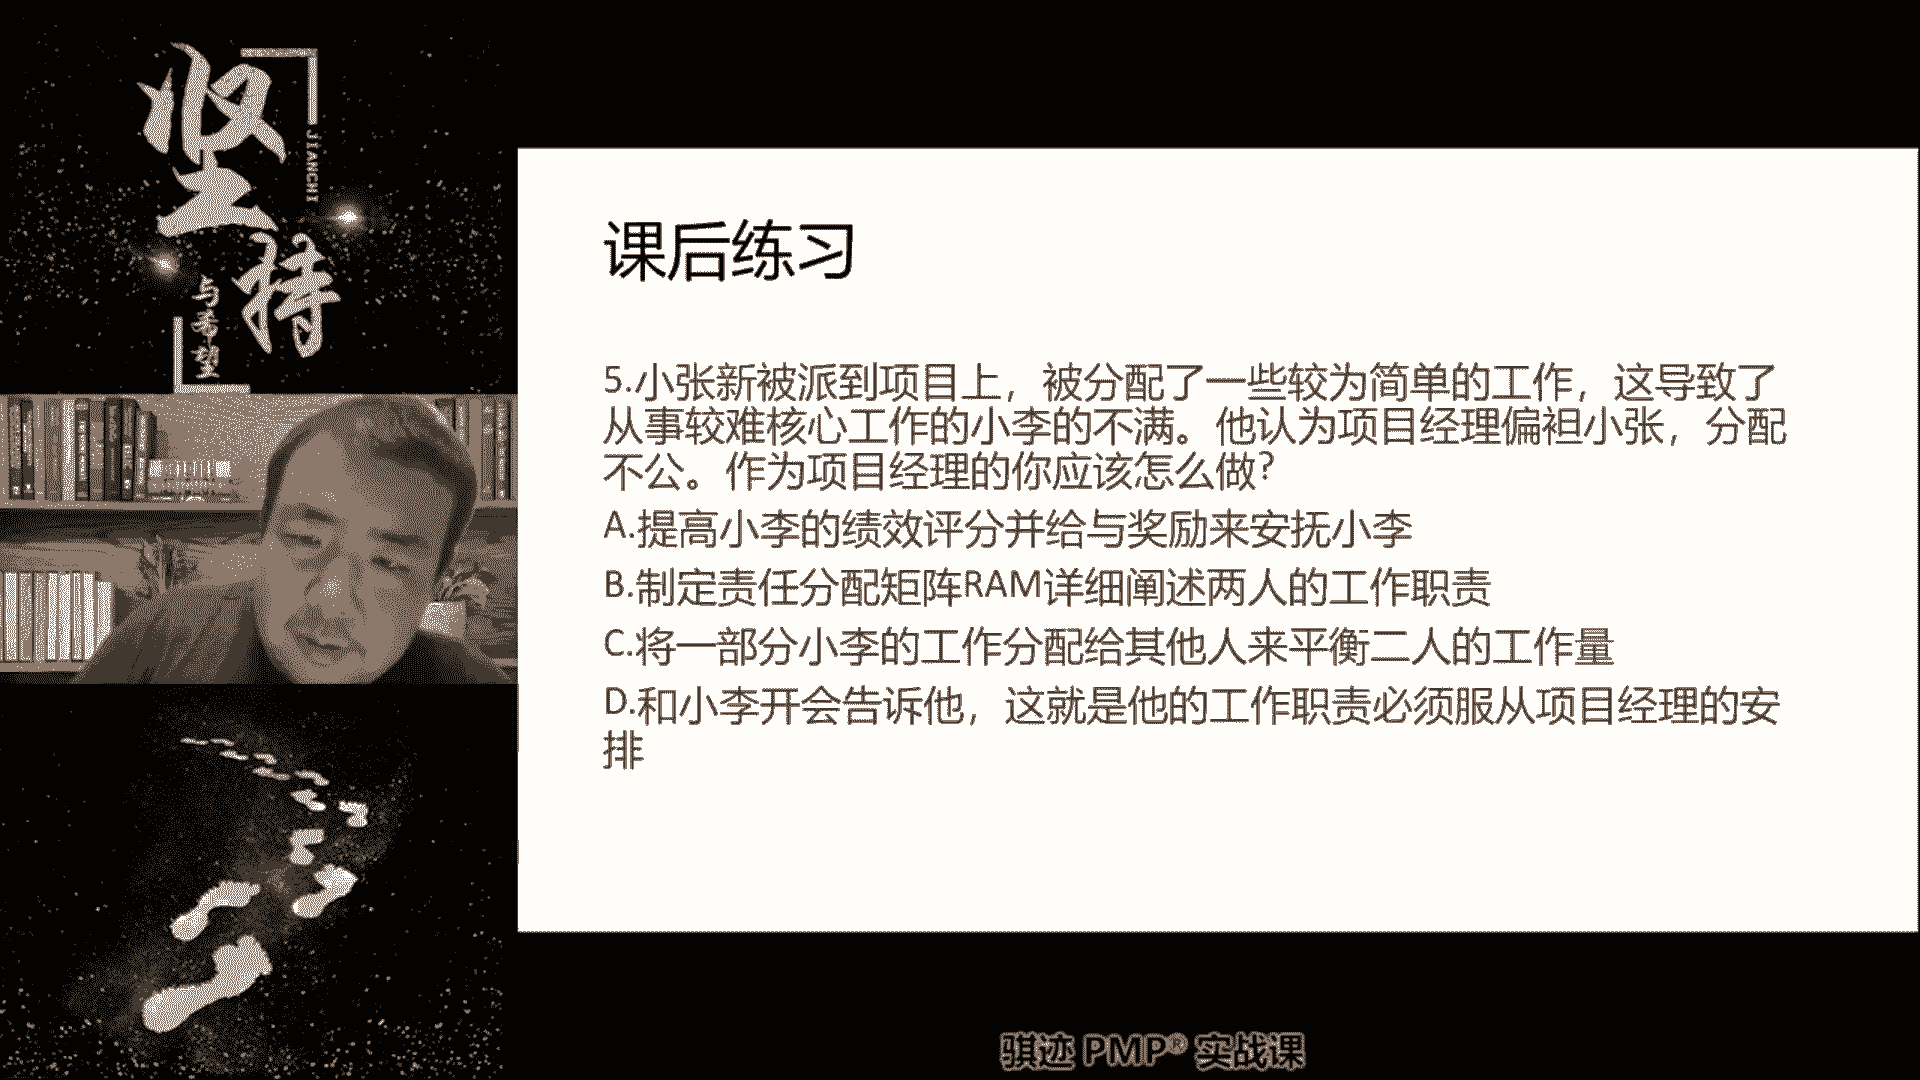 坚持
JIANCHI
与希望
课后练习
5.小张新被派到项目上，被分配了一些较为简单的工作，这导致了
从事较难核心工作的小李的不满。他认为项目经理偏袒小张，分配
不公。作为项目经理的你应该怎么做？
A.提高小李的绩效评分并给与奖励来安抚小李
B.制定责任分配矩阵RAM详细阐述两人的工作职责
C.将一部分小李的工作分配给其他人来平衡二人的工作量
D.和小李开会告诉他，这就是他的工作职责必须服从项目经理的安
排
骐迹 PMP® 实战课